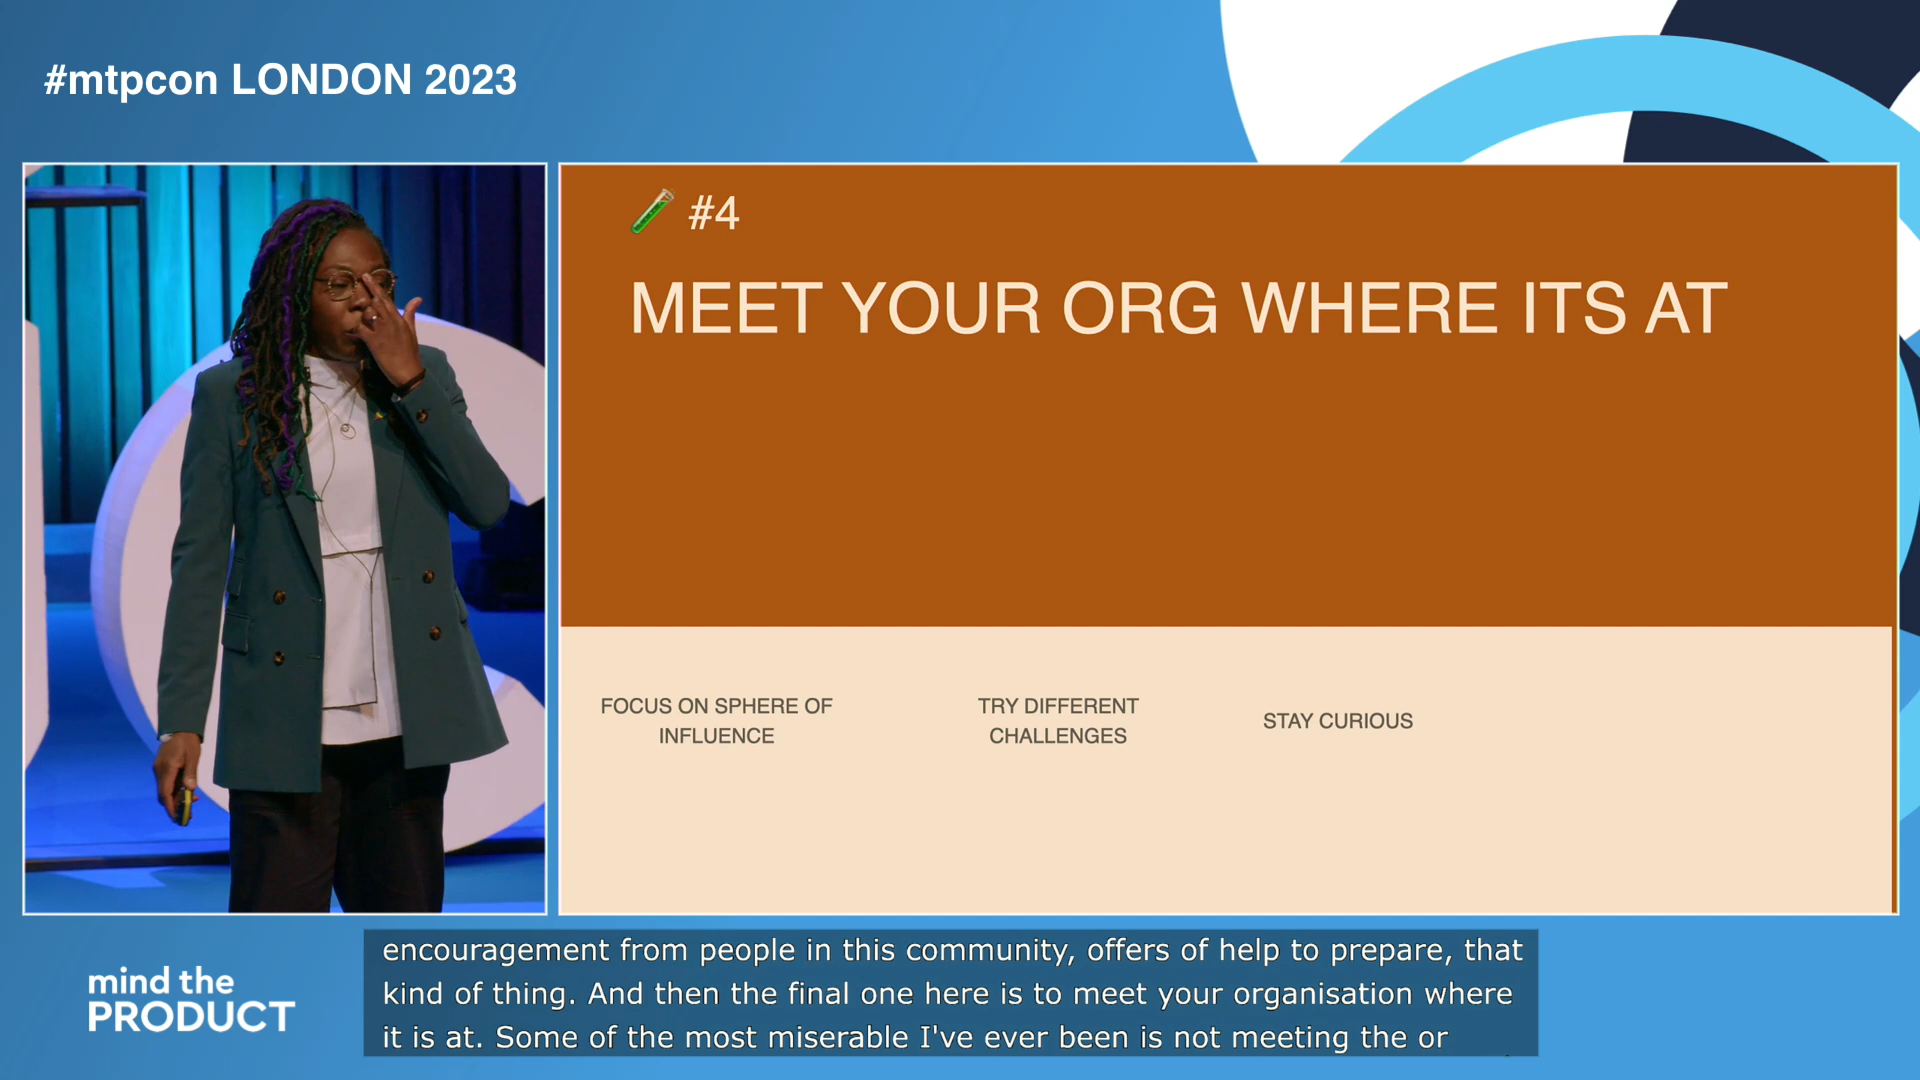 #mtpcon LONDON 2023
#4
MEET YOUR ORG WHERE ITS AT
FOCUS ON SPHERE OF
INFLUENCE
TRY DIFFERENT
CHALLENGES
STAY CURIOUS
encouragement from people in this community, offers of help to prepare, that
kind of thing. And then the final one here is to meet your organisation where
it is at. Some of the most miserable I've ever been is not meeting the or
mind the
PRODUCT